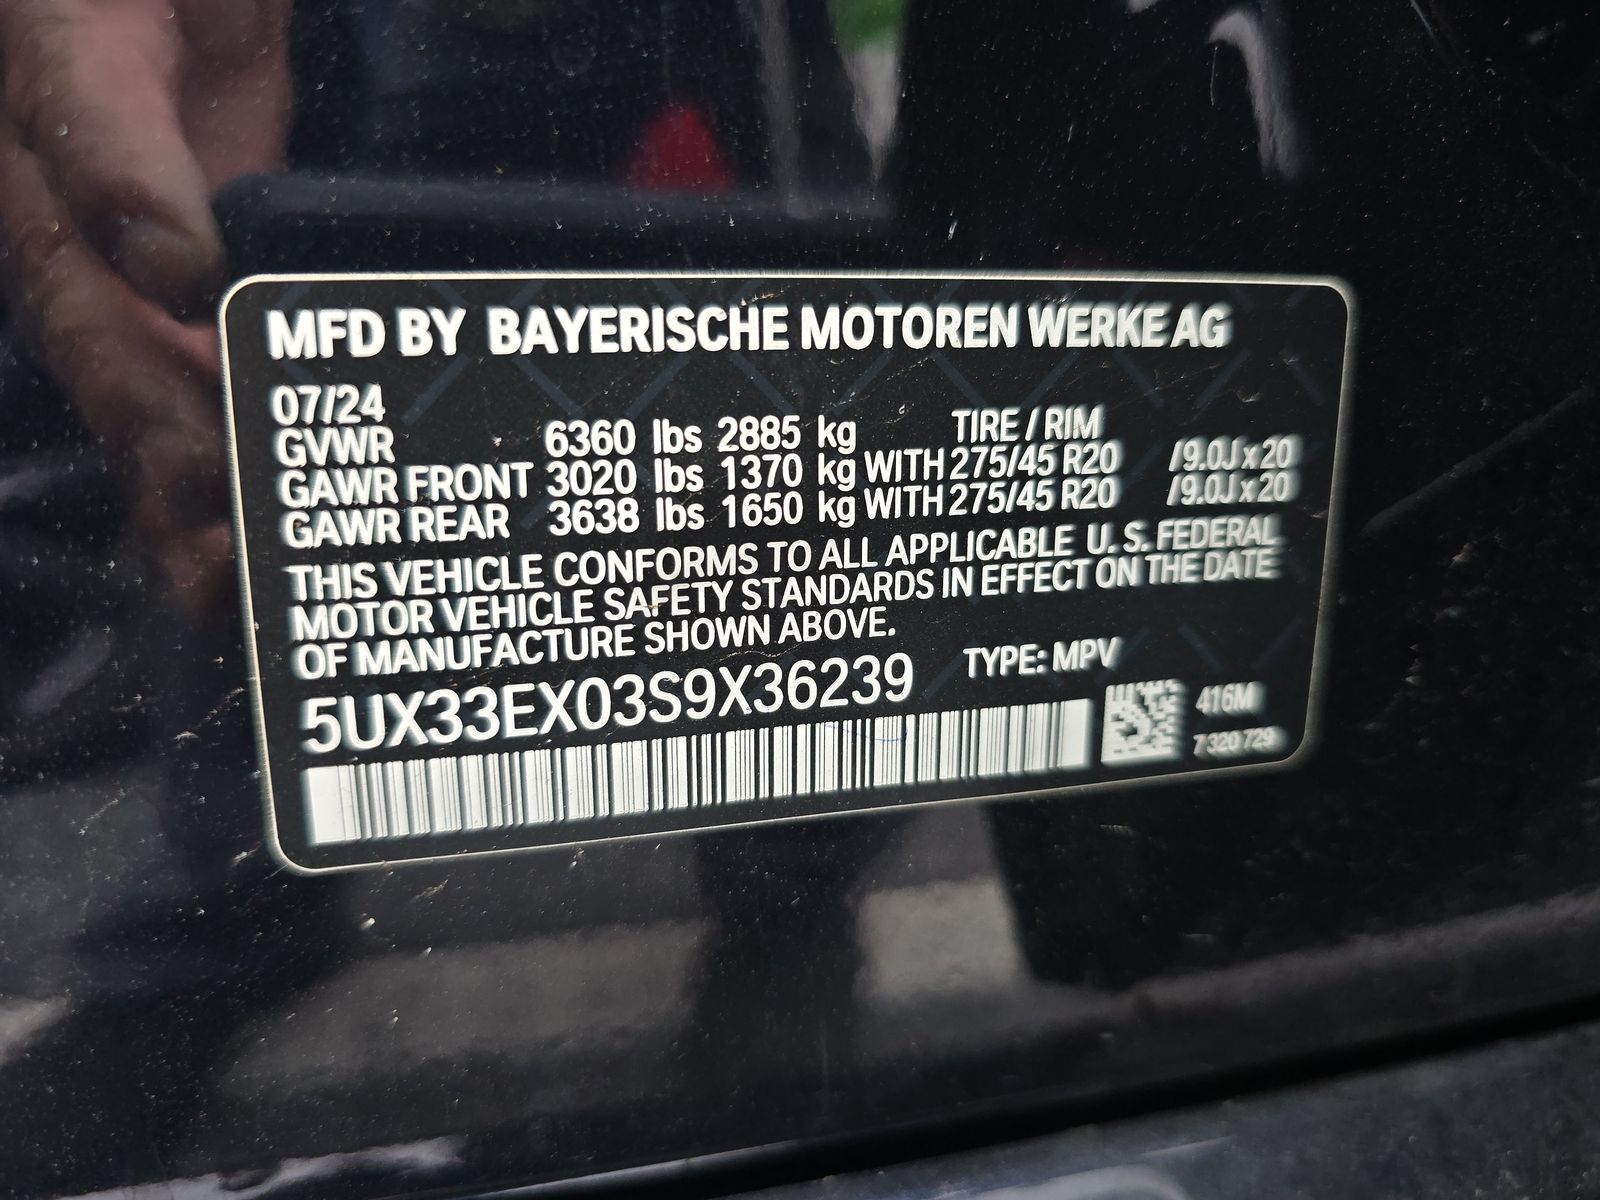 MFD BY BAYERISCHE MOTOREN WERKE AG
07/24
GVWR 6360 lbs 2885 kg TIRE / RIM
GAWR FRONT 3020 lbs 1370 kg WITH 275/45 R20 /9.0J x 20
GAWR REAR 3638 lbs 1650 kg WITH 275/45 R20 /9.0J x 20
THIS VEHICLE CONFORMS TO ALL APPLICABLE U. S. FEDERAL
MOTOR VEHICLE SAFETY STANDARDS IN EFFECT ON THE DATE
OF MANUFACTURE SHOWN ABOVE.
5UX33EX03S9X36239 TYPE: MPV
416M
7 320 729